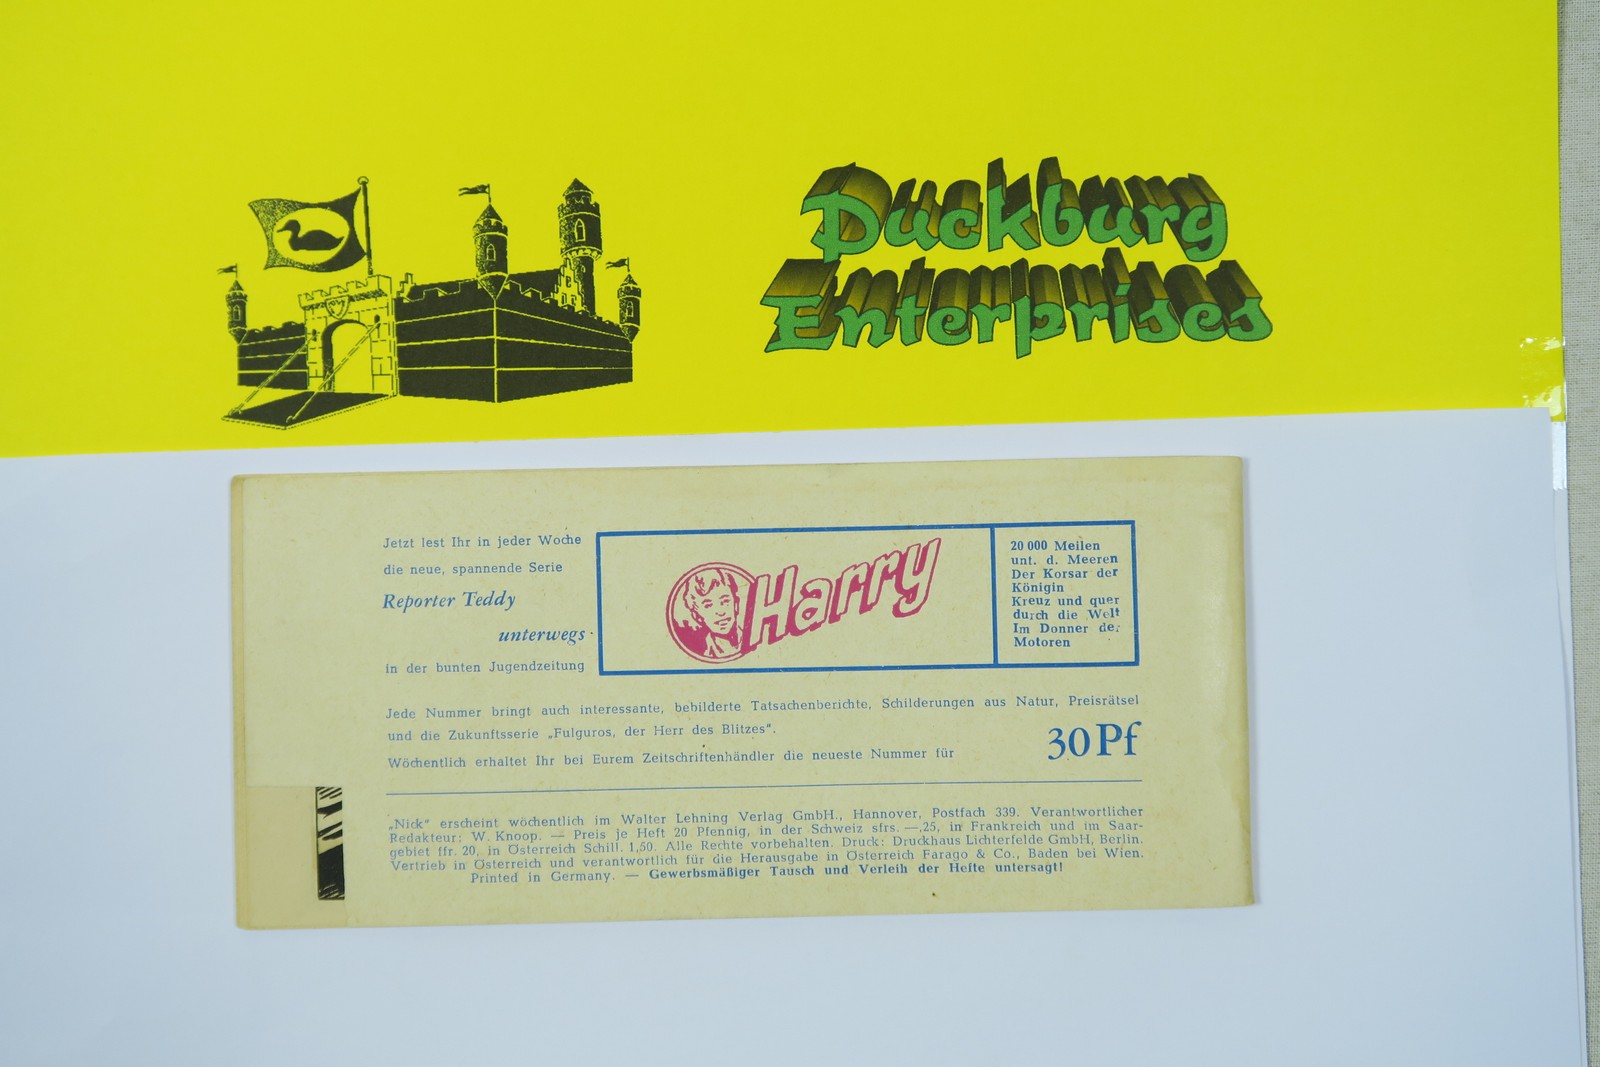 Duckburg
Enterprises
Jetzt lest Ihr in jeder Woche
die neue, spannende Serie
Reporter Teddy
unterwegs
in der bunten Jugendzeitung
Harry
20 000 Meilen
unt. d. Meeren
Der Korsar der
Königin
Kreuz und quer
durch die Welt
Im Donner der
Motoren
Jede Nummer bringt auch interessante, bebilderte Tatsachenberichte, Schilderungen aus Natur, Preisrätsel
und die Zukunftsserie „Fulguros, der Herr des Blitzes".
Wöchentlich erhaltet Ihr bei Eurem Zeitschriftenhändler die neueste Nummer für
30 Pf
„Nick" erscheint wöchentlich im Walter Lehning Verlag GmbH., Hannover, Postfach 339. Verantwortlicher
Redakteur: W. Knoop. — Preis je Heft 20 Pfennig, in der Schweiz sfrs. —,25, in Frankreich und im Saar-
gebiet ffr. 20, in Österreich Schill. 1,50. Alle Rechte vorbehalten. Druck: Druckhaus Lichterfelde GmbH, Berlin.
Vertrieb in Österreich und verantwortlich für die Herausgabe in Österreich Farago & Co., Baden bei Wien.
Printed in Germany. — Gewerbsmäßiger Tausch und Verleih der Hefte untersagt!